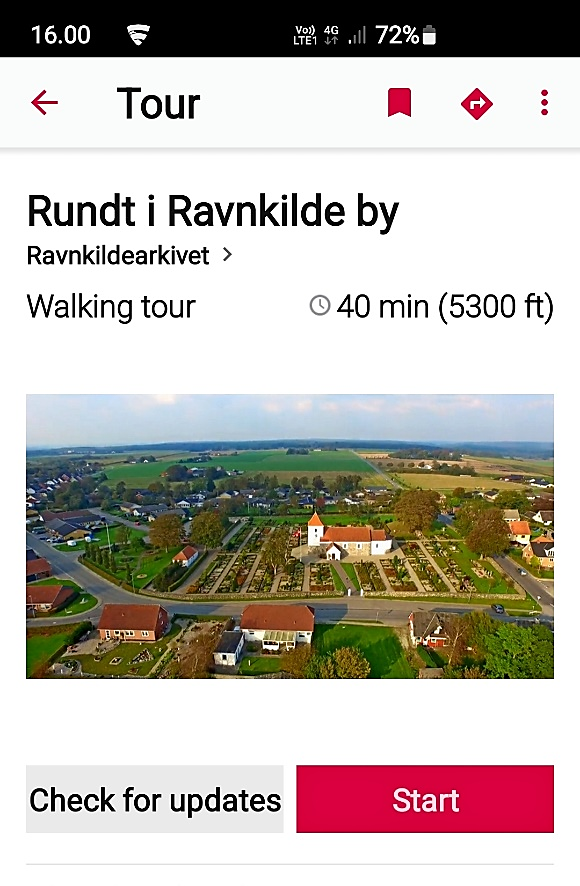 16.00 Vo)) LTE1 4G 72%
Tour
Rundt i Ravnkilde by
Ravnkildearkivet
Walking tour 40 min (5300 ft)
Check for updates Start